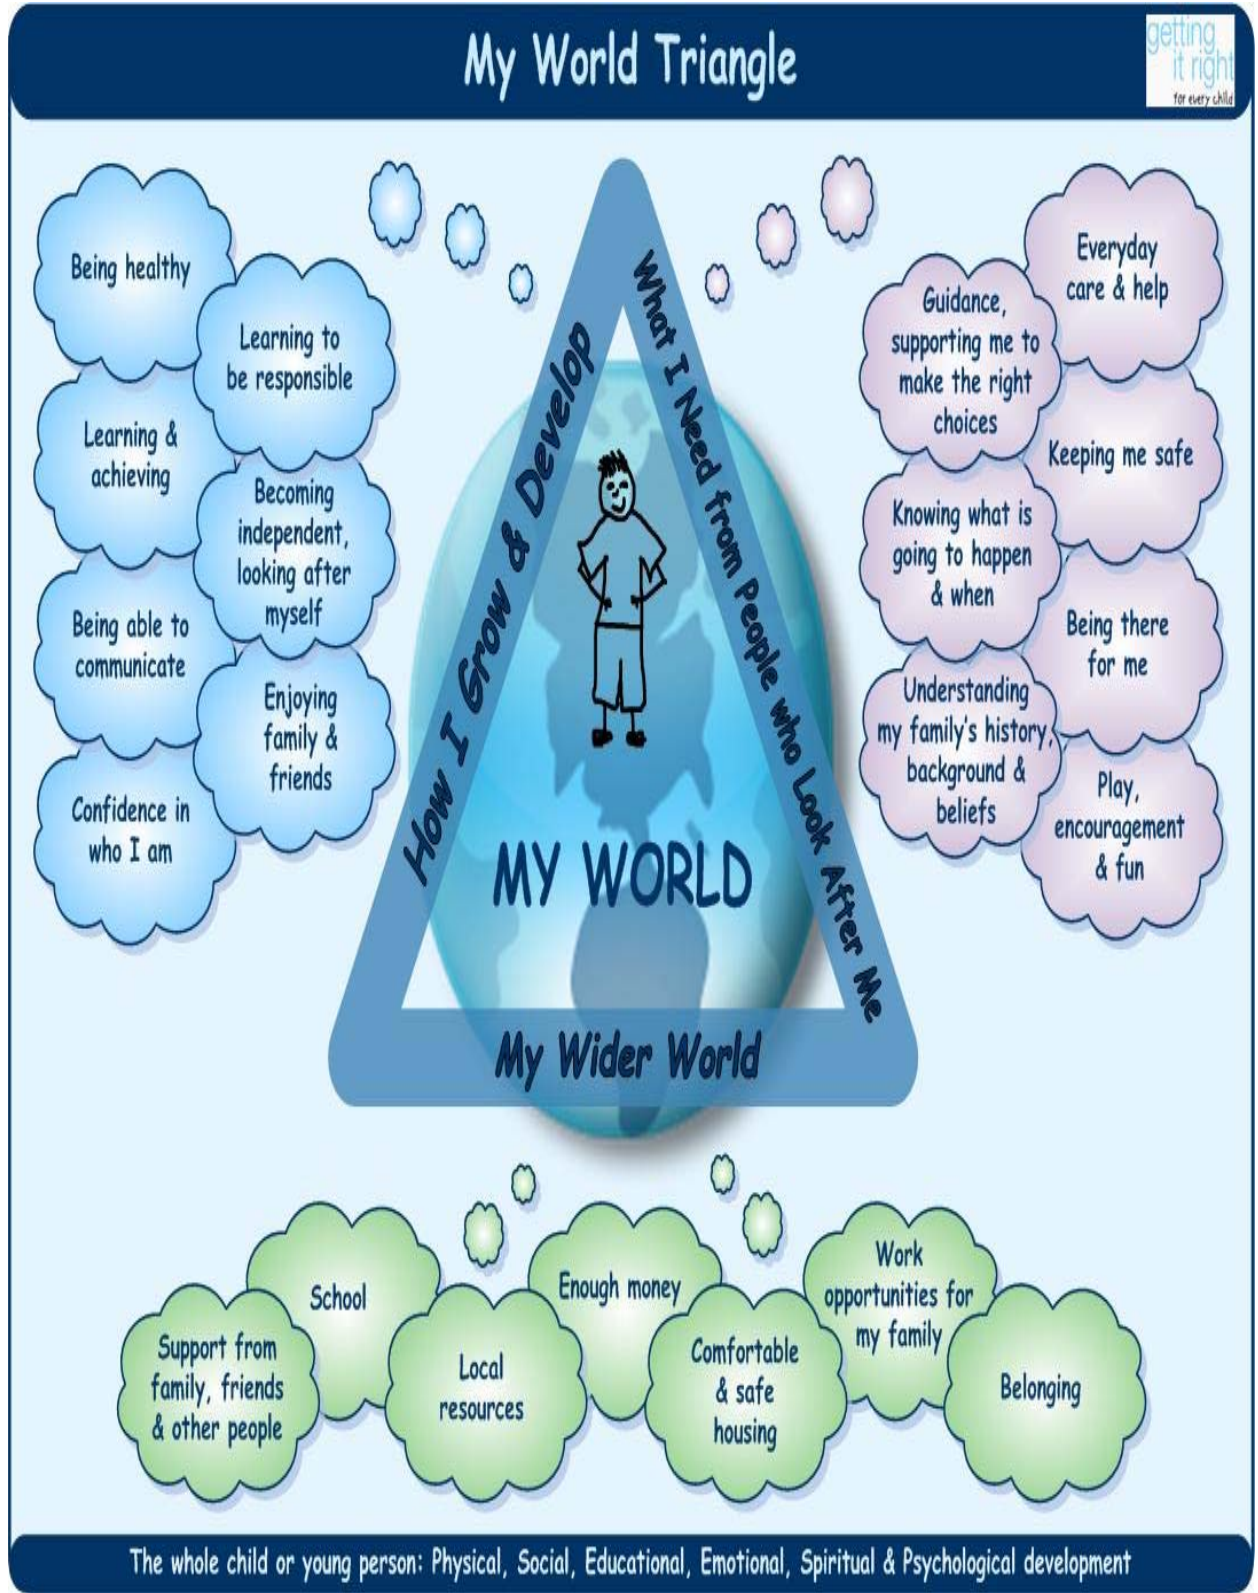 My World Triangle
getting
it right
for every child
Being healthy
Learning to
be responsible
Learning &
achieving
Becoming
independent,
looking after
myself
Being able to
communicate
Enjoying
family &
friends
Confidence in
who I am
How I Grow & Develop
What I Need from People who Look After Me
MY WORLD
My Wider World
Everyday
care & help
Guidance,
supporting me to
make the right
choices
Keeping me safe
Knowing what is
going to happen
& when
Being there
for me
Understanding
my family's history,
background &
beliefs
Play,
encouragement
& fun
School
Support from
family, friends
& other people
Local
resources
Enough money
Comfortable
& safe
housing
Work
opportunities for
my family
Belonging
The whole child or young person: Physical, Social, Educational, Emotional, Spiritual & Psychological development